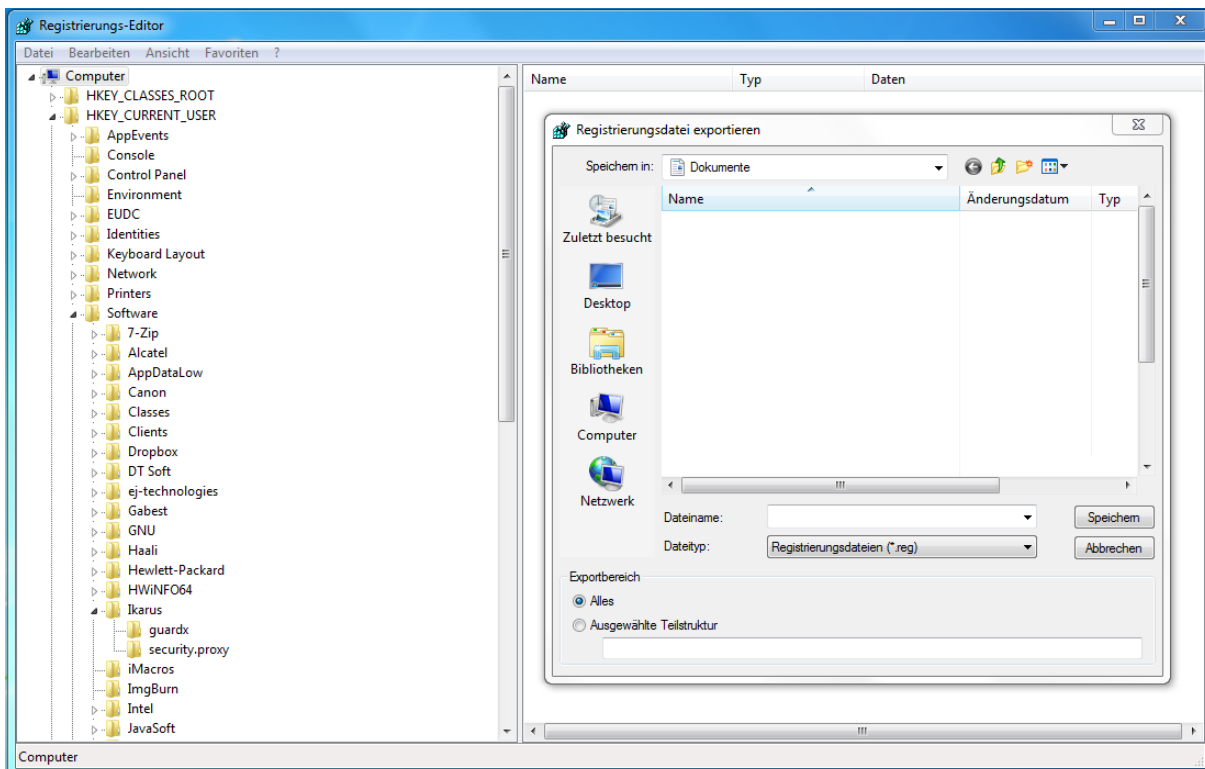 Registrierungs-Editor
Datei Bearbeiten Ansicht Favoriten ?
Computer
HKEY_CLASSES_ROOT
HKEY_CURRENT_USER
AppEvents
Console
Control Panel
Environment
EUDC
Identities
Keyboard Layout
Network
Printers
Software
7-Zip
Alcatel
AppDataLow
Canon
Classes
Clients
Dropbox
DT Soft
ej-technologies
Gabest
GNU
Haali
Hewlett-Packard
HWiNFO64
Ikarus
guardx
security.proxy
iMacros
ImgBurn
Intel
JavaSoft
Name Typ Daten
Registrierungsdatei exportieren
Speichern in: Dokumente
Name Änderungsdatum Typ
Zuletzt besucht
Desktop
Bibliotheken
Computer
Netzwerk
Dateiname: Speichern
Dateityp: Registrierungsdateien (*.reg) Abbrechen
Exportbereich
Alles
Ausgewählte Teilstruktur
Computer